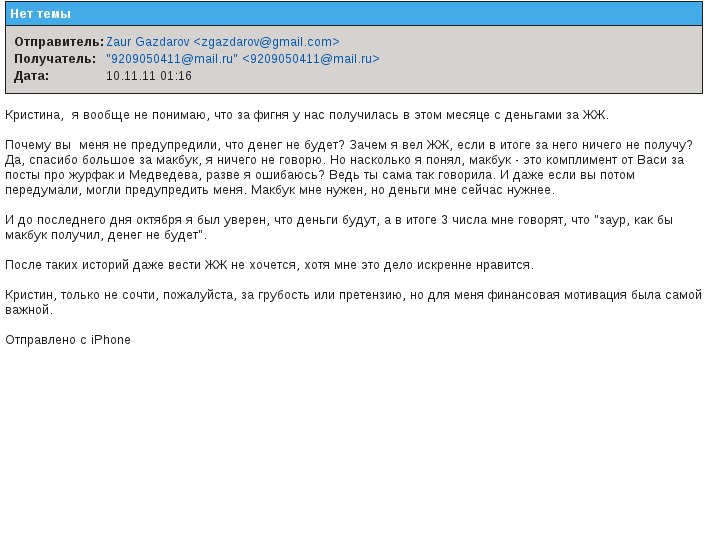 Нет темы
Отправитель: Zaur Gazdarov <zgazdarov@gmail.com>
Получатель: "9209050411@mail.ru" <9209050411@mail.ru>
Дата: 10.11.11 01:16
Кристина,  я вообще не понимаю, что за фигня у нас получилась в этом месяце с деньгами за ЖЖ.
Почему вы  меня не предупредили, что денег не будет? Зачем я вел ЖЖ, если в итоге за него ничего не получу?
Да, спасибо большое за макбук, я ничего не говорю. Но насколько я понял, макбук - это комплимент от Васи за
посты про журфак и Медведева, разве я ошибаюсь? Ведь ты сама так говорила. И даже если вы потом
передумали, могли предупредить меня. Макбук мне нужен, но деньги мне сейчас нужнее.
И до последнего дня октября я был уверен, что деньги будут, а в итоге 3 числа мне говорят, что "заур, как бы
макбук получил, денег не будет".
После таких историй даже вести ЖЖ не хочется, хотя мне это дело искренне нравится.
Кристин, только не сочти, пожалуйста, за грубость или претензию, но для меня финансовая мотивация была самой
важной.
Отправлено с iPhone